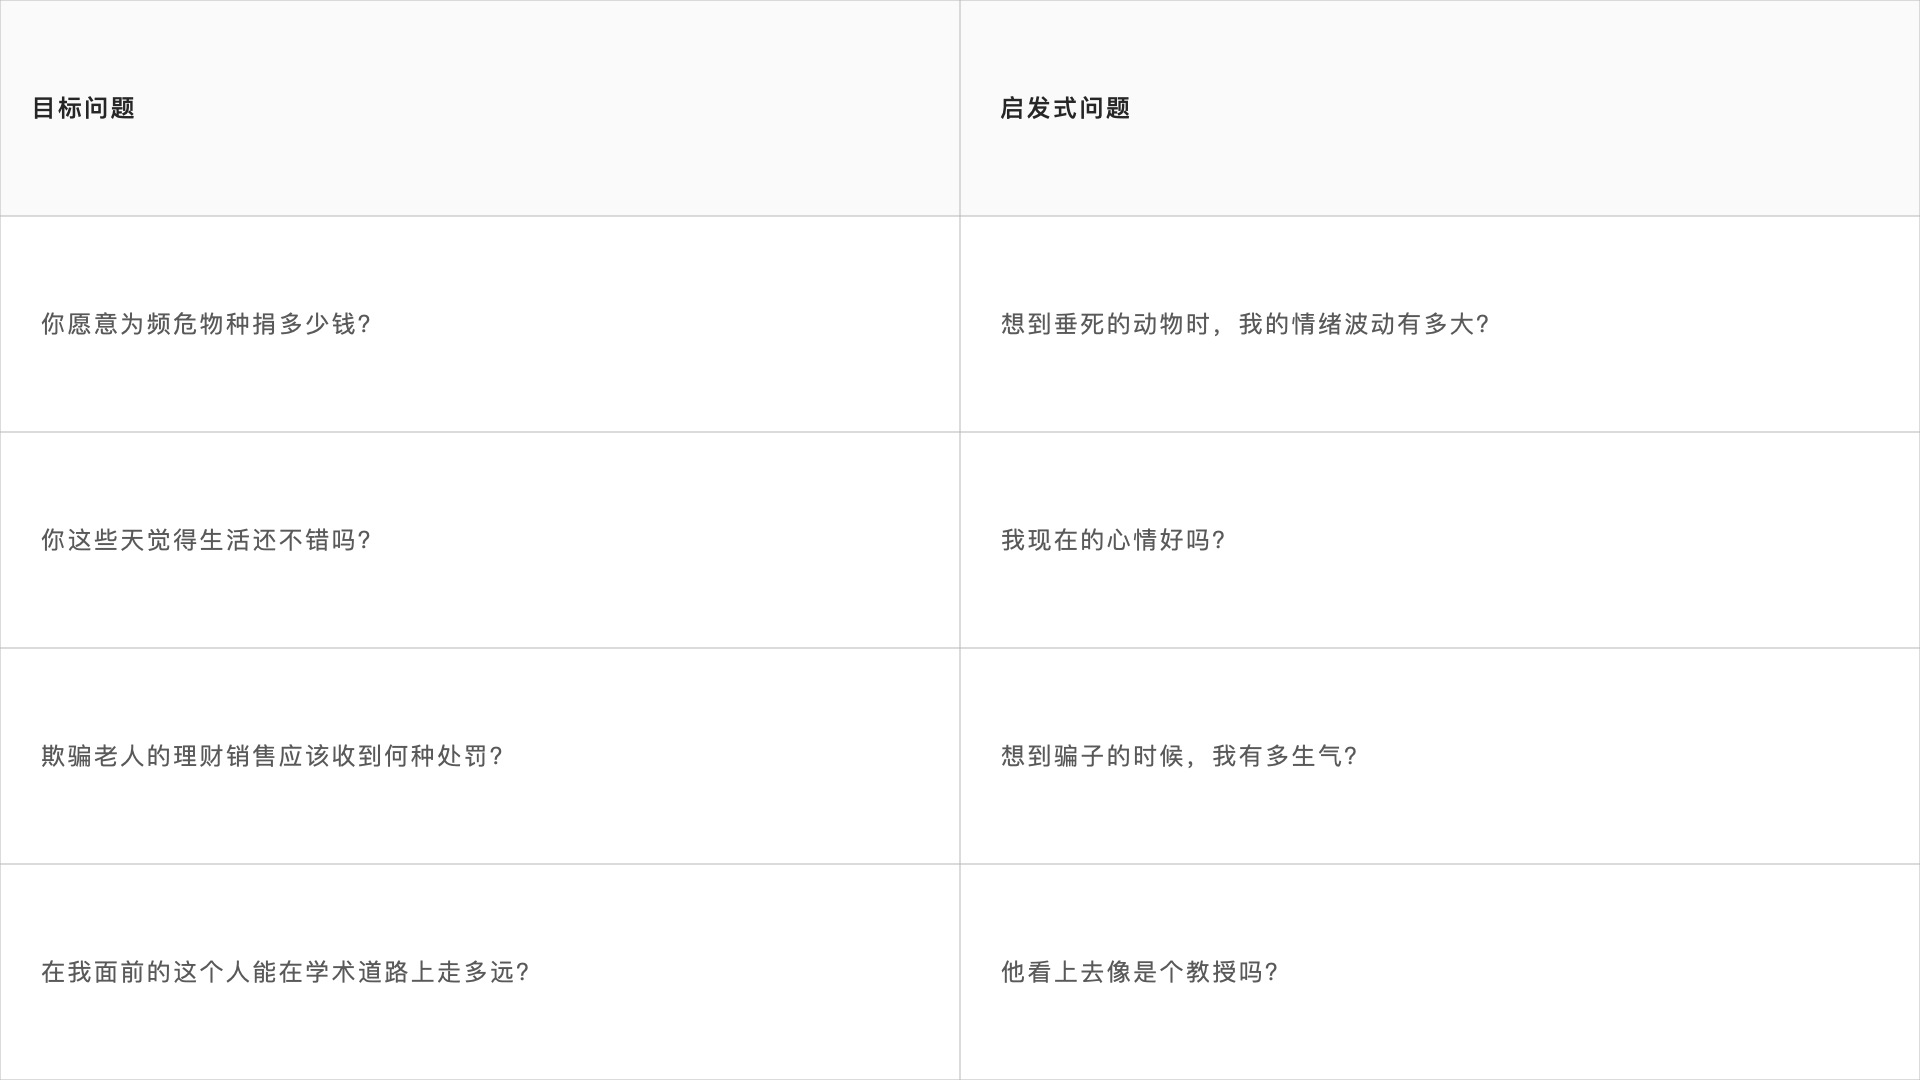 目标问题
启发式问题
你愿意为频危物种捐多少钱？
想到垂死的动物时，我的情绪波动有多大？
你这些天觉得生活还不错吗？
我现在的心情好吗？
欺骗老人的理财销售应该收到何种处罚？
想到骗子的时候，我有多生气？
在我面前的这个人能在学术道路上走多远？
他看上去像是个教授吗？